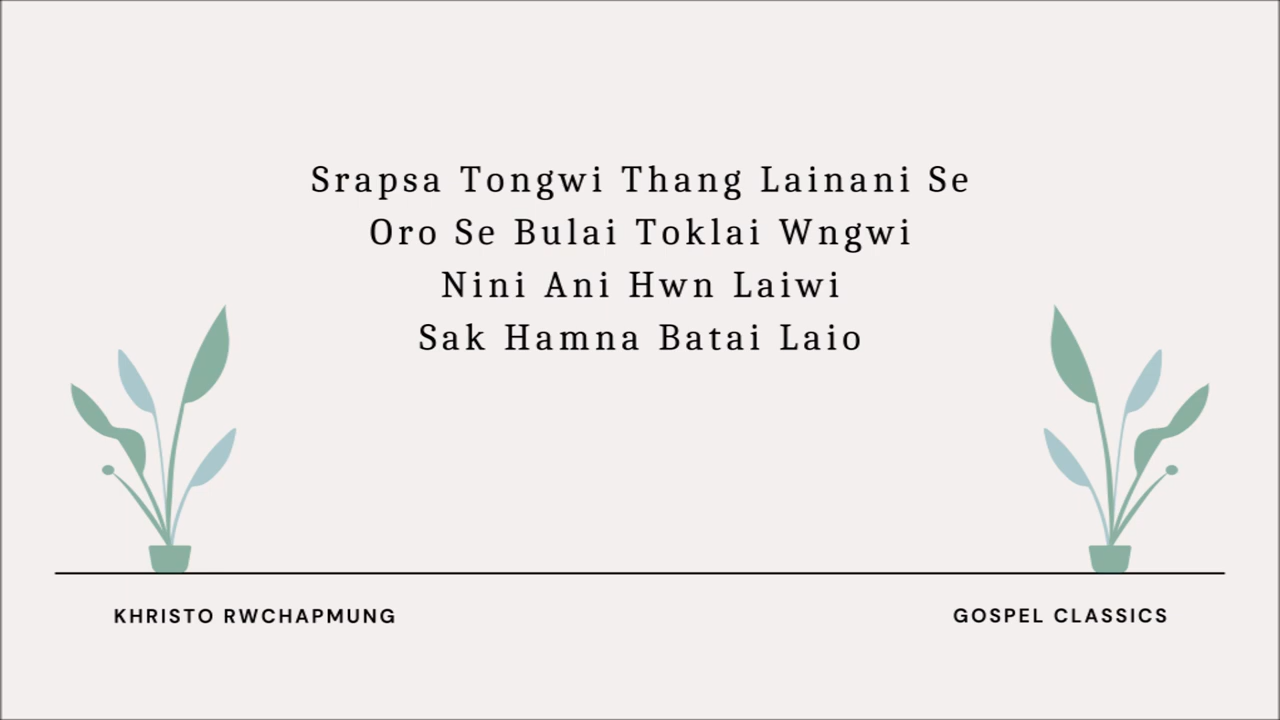 Srapsa Tongwi Thang Lainani Se
Oro Se Bulai Toklai Wngwi
Nini Ani Hwn Laiwi
Sak Hamna Batai Laio
KHRISTO RWCHAPMUNG
GOSPEL CLASSICS